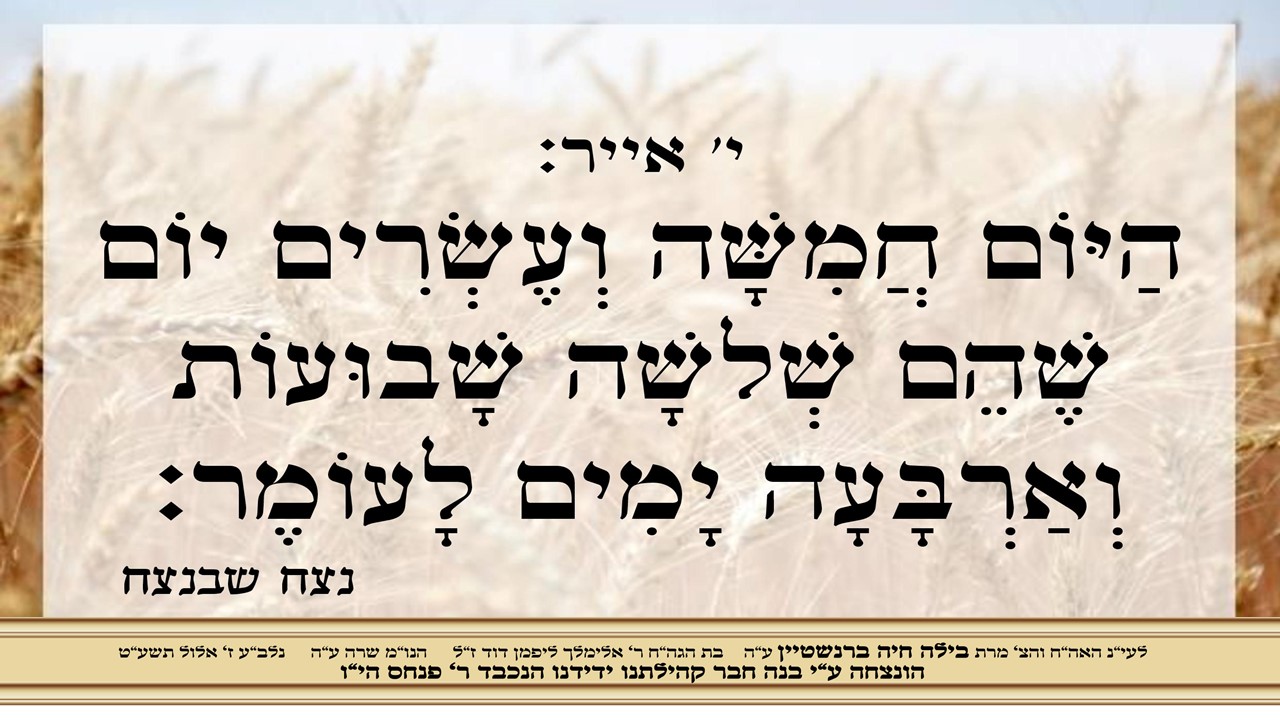 י׳ אייר:
הַיּוֹם חֲמִשָּׁה וְעֶשְׂרִים יוֹם
שֶׁהֵם שְׁלשָׁה שָׁבוּעוֹת
וְאַרְבָּעָה יָמִים לָעוֹמֶר:
נצח שבנצח
לעי״נ האה״ח והצ׳ מרת בילה חיה ברנשטיין ע״ה בת הגה״ח ר׳ אלימלך ליפמן דוד ז״ל הנו״מ שרה ע״ה נלב״ע ז׳ אלול תשע״ט
הונצחה ע״י בנה חבר קהילתנו ידידנו הנכבד ר׳ פנחס הי״ו